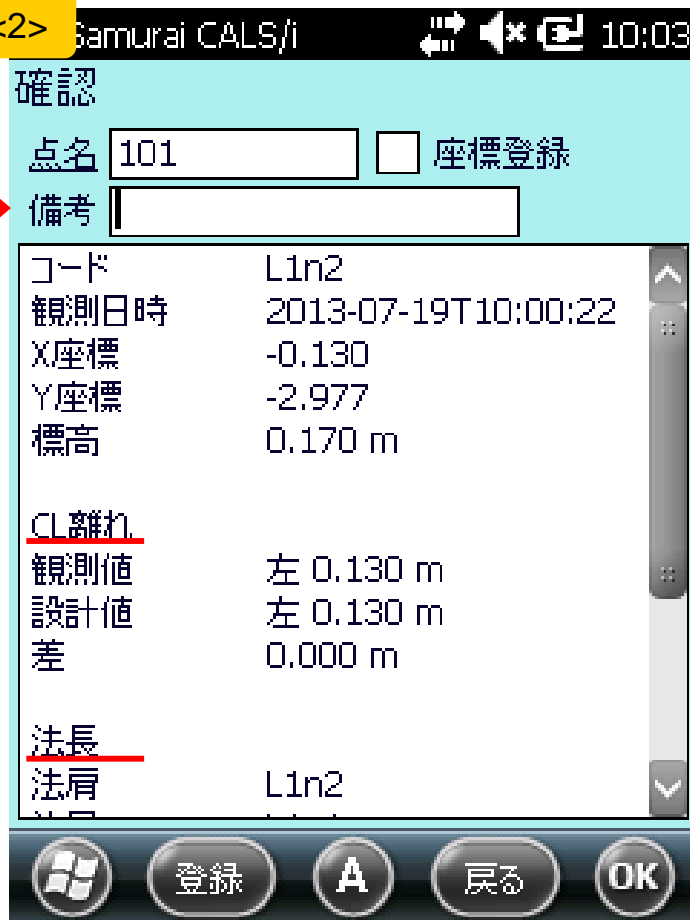 <2>
Samurai CALS/i 10:03
確認
点名 101 座標登録
備考
コード L1n2
観測日時 2013-07-19T10:00:22
X座標 -0.130
Y座標 -2.977
標高 0.170 m
CL離れ
観測値 左 0.130 m
設計値 左 0.130 m
差 0.000 m
法長
法肩 L1n2
登録 A 戻る OK